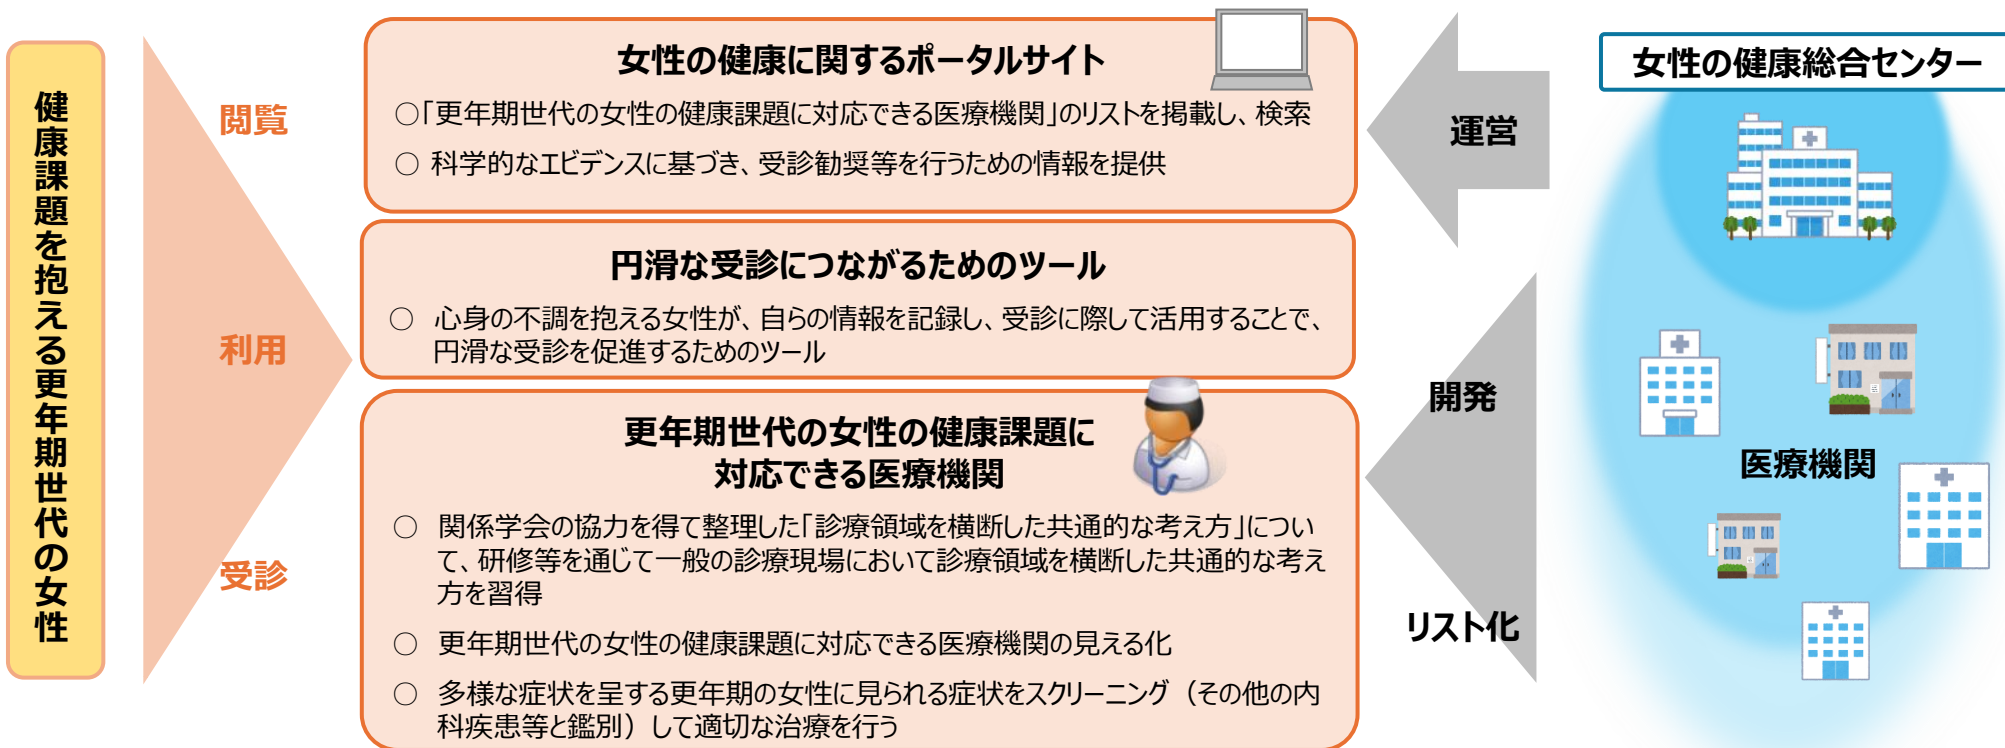 健康課題を抱える更年期世代の女性
閲覧
利用
受診
女性の健康に関するポータルサイト
○「更年期世代の女性の健康課題に対応できる医療機関」のリストを掲載し、検索
○ 科学的なエビデンスに基づき、受診勧奨等を行うための情報を提供
円滑な受診につながるためのツール
○ 心身の不調を抱える女性が、自らの情報を記録し、受診に際して活用することで、
円滑な受診を促進するためのツール
更年期世代の女性の健康課題に
対応できる医療機関
○ 関係学会の協力を得て整理した「診療領域を横断した共通的な考え方」につい
て、研修等を通じて一般の診療現場において診療領域を横断した共通的な考え
方を習得
○ 更年期世代の女性の健康課題に対応できる医療機関の見える化
○ 多様な症状を呈する更年期の女性に見られる症状をスクリーニング（その他の内
科疾患等と鑑別）して適切な治療を行う
運営
開発
リスト化
女性の健康総合センター
医療機関